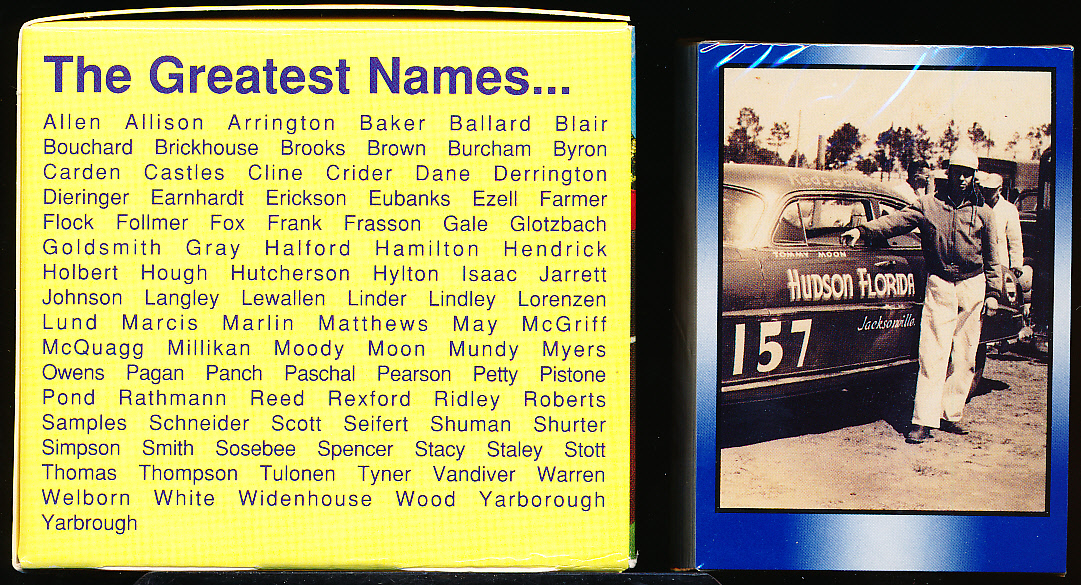 The Greatest Names...
Allen Allison Arrington Baker Ballard Blair
Bouchard Brickhouse Brooks Brown Burcham Byron
Carden Castles Cline Crider Dane Derrington
Dieringer Earnhardt Erickson Eubanks Ezell Farmer
Flock Follmer Fox Frank Frasson Gale Glotzbach
Goldsmith Gray Halford Hamilton Hendrick
Holbert Hough Hutcherson Hylton Isaac Jarrett
Johnson Langley Lewallen Linder Lindley Lorenzen
Lund Marcis Marlin Matthews May McGriff
McQuagg Millikan Moody Moon Mundy Myers
Owens Pagan Panch Paschal Pearson Petty Pistone
Pond Rathmann Reed Rexford Ridley Roberts
Samples Schneider Scott Seifert Shuman Shurter
Simpson Smith Sosebee Spencer Stacy Staley Stott
Thomas Thompson Tulonen Tyner Vandiver Warren
Welborn White Widenhouse Wood Yarborough
Yarbrough
TOMMY MOON
HUDSON FLORIDA
Jacksonville.
157